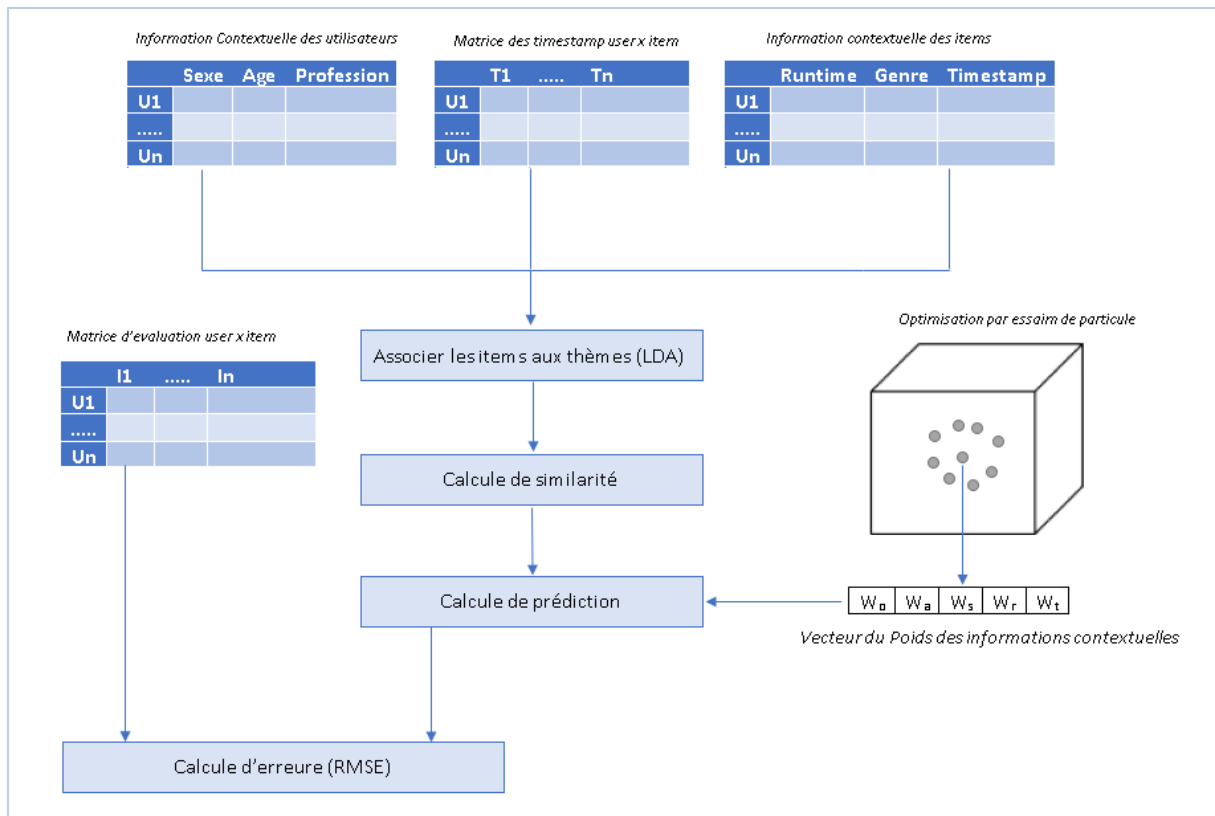 Information Contextuelle des utilisateurs
Sexe Age Profession
U1
.....
Un
Matrice des timestamp user x item
T1 ..... Tn
U1
.....
Un
Information contextuelle des items
Runtime Genre Timestamp
U1
.....
Un
Matrice d'evaluation user x item
I1 ..... In
U1
.....
Un
Associer les items aux thèmes (LDA)
Calcule de similarité
Calcule de prédiction
Calcule d'erreure (RMSE)
Optimisation par essaim de particule
Wₒ Wₐ Wₛ Wᵣ Wₜ
Vecteur du Poids des informations contextuelles